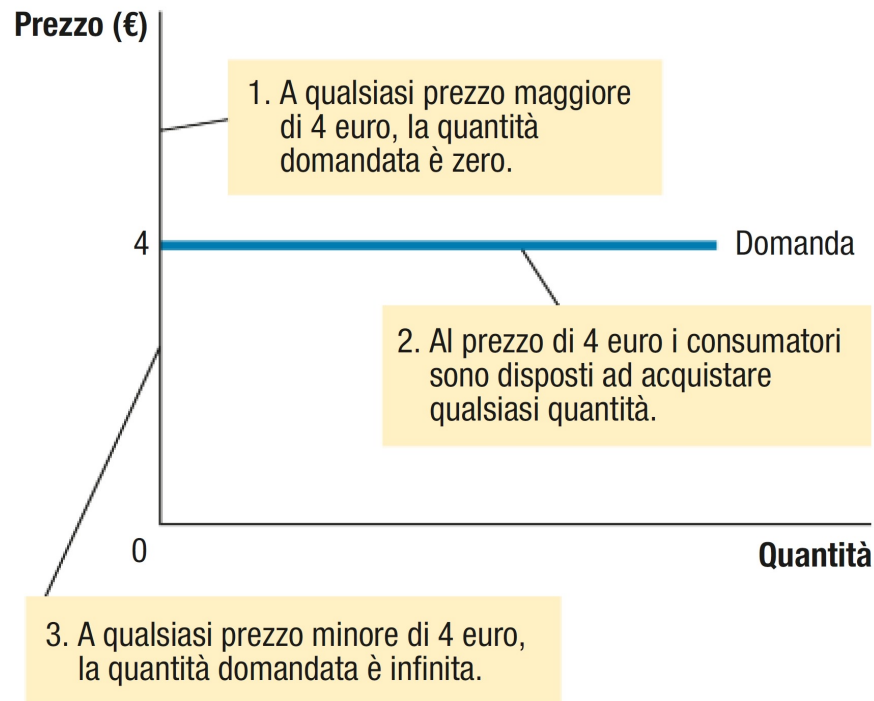 Prezzo (€)
1. A qualsiasi prezzo maggiore
di 4 euro, la quantità
domandata è zero.
4
Domanda
2. Al prezzo di 4 euro i consumatori
sono disposti ad acquistare
qualsiasi quantità.
0
Quantità
3. A qualsiasi prezzo minore di 4 euro,
la quantità domandata è infinita.